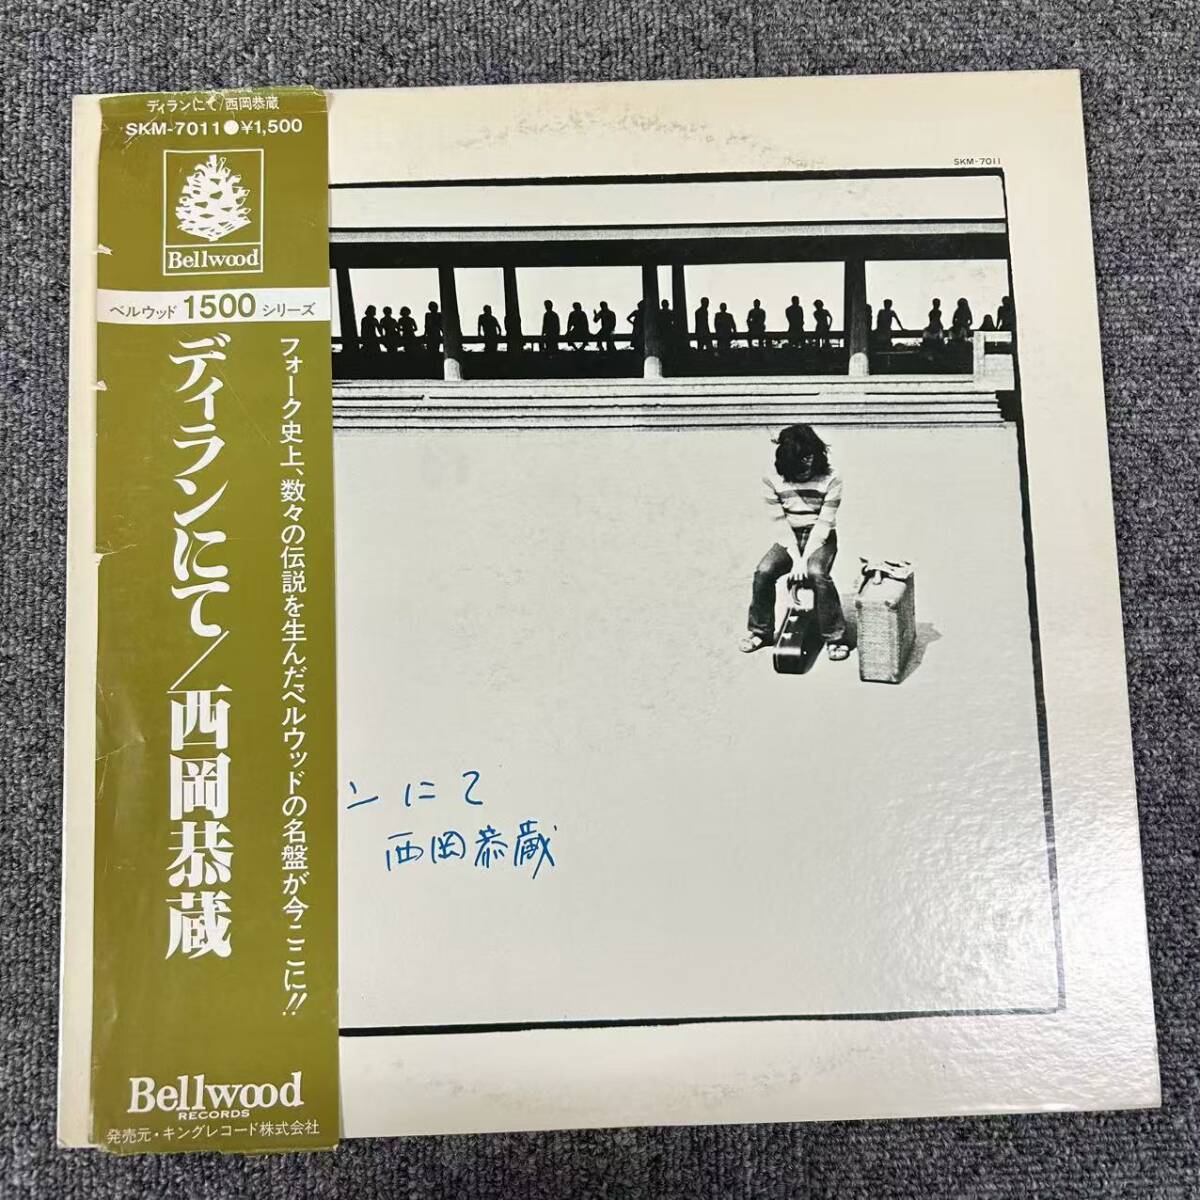 ディランにて/西岡恭蔵
SKM-7011●¥1,500
Bellwood
ベルウッド 1500 シリーズ
フォーク史上、数々の伝説を生んだベルウッドの名盤が今ここに!!
ディランにて/西岡恭蔵
Bellwood
RECORDS
発売元・キングレコード株式会社
SKM-7011
ンにて
西岡恭蔵